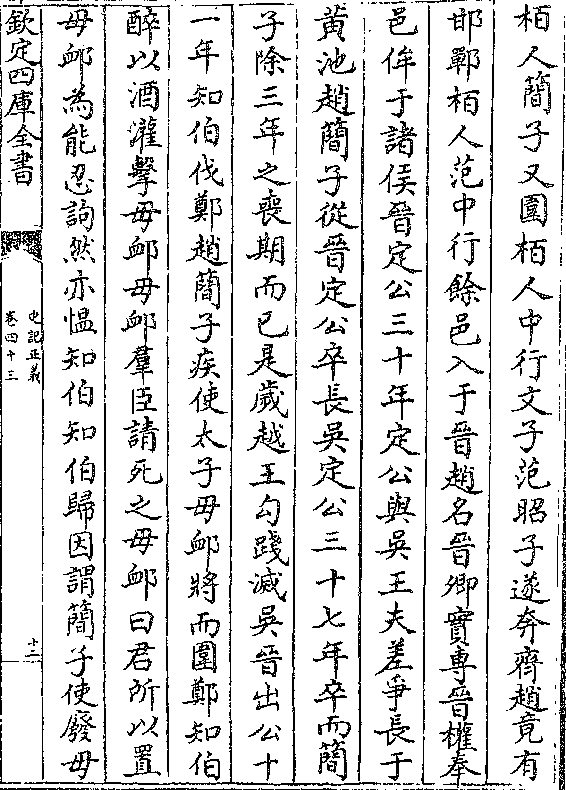 栢人簡子又圍栢人中行文子范昭子遂奔齊趙竟有
邯鄲栢人范中行餘邑入于晉趙名晉卿實專晉權奉
邑侔于諸侯晉定公三十年定公與吳王夫差爭長于
黃池趙簡子從晉定公卒長吳定公三十七年卒而簡
子除三年之喪期而已是歲越王勾踐滅吳晉出公十
一年知伯伐鄭趙簡子疾使太子毋䘏將而圍鄭知伯
醉以酒灌擊毋䘏毋䘏羣臣請死之毋䘏曰君所以置
毋䘏為能忍訽然亦慍知伯知伯歸因謂簡子使廢毋
欽定四庫全書
史記正義
卷四十三
十二